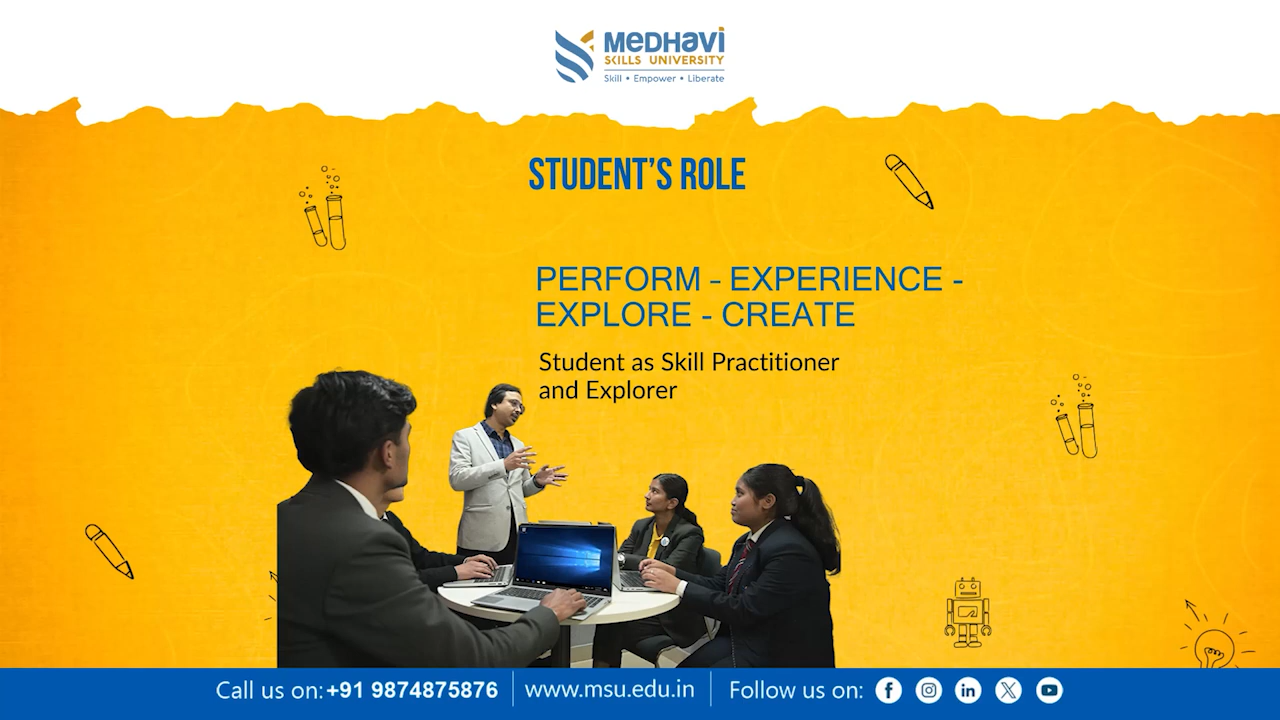 MEDHAVI
SKILLS UNIVERSITY
Skill • Empower • Liberate
STUDENT'S ROLE
PERFORM - EXPERIENCE -
EXPLORE - CREATE
Student as Skill Practitioner
and Explorer
Call us on: +91 9874875876 www.msu.edu.in Follow us on: